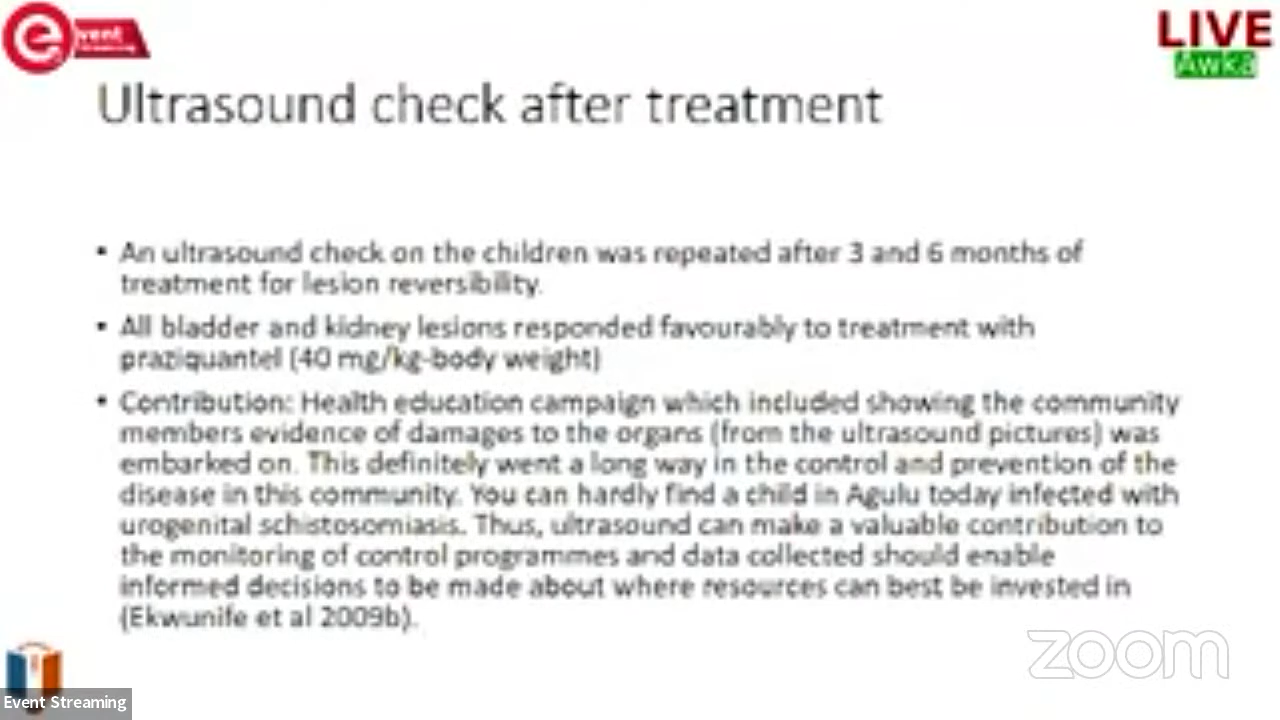 event
LIVE
Awka
Ultrasound check after treatment
• An ultrasound check on the children was repeated after 3 and 6 months of
treatment for lesion reversibility.
• All bladder and kidney lesions responded favourably to treatment with
praziquantel (40 mg/kg-body weight)
• Contribution: Health education campaign which included showing the community
members evidence of damages to the organs (from the ultrasound pictures) was
embarked on. This definitely went a long way in the control and prevention of the
disease in this community. You can hardly find a child in Agulu today infected with
urogenital schistosomiasis. Thus, ultrasound can make a valuable contribution to
the monitoring of control programmes and data collected should enable
informed decisions to be made about where resources can best be invested in
(Ekwunife et al 2009b).
zoom
Event Streaming